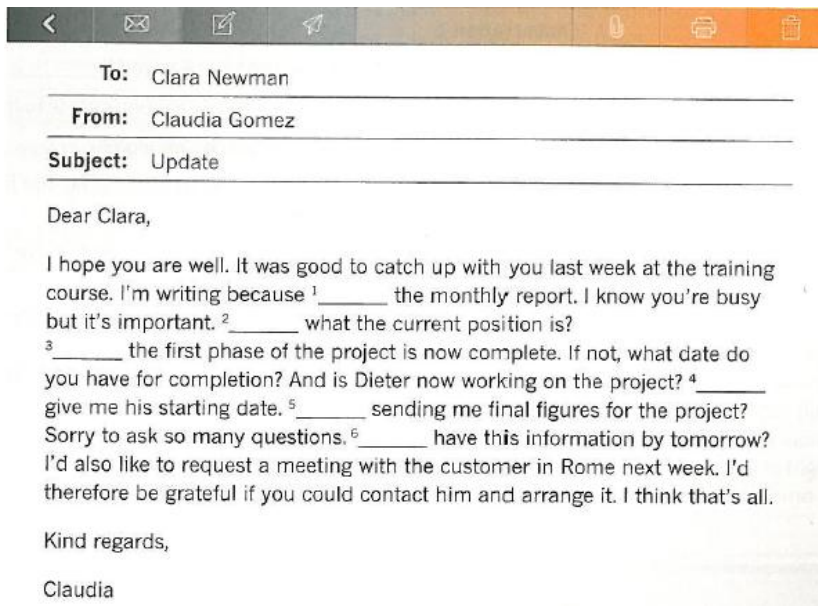 To: Clara Newman
From: Claudia Gomez
Subject: Update
Dear Clara,
I hope you are well. It was good to catch up with you last week at the training
course. I'm writing because ¹______ the monthly report. I know you're busy
but it's important. ²______ what the current position is?
³______ the first phase of the project is now complete. If not, what date do
you have for completion? And is Dieter now working on the project? ⁴______
give me his starting date. ⁵______ sending me final figures for the project?
Sorry to ask so many questions. ⁶______ have this information by tomorrow?
I'd also like to request a meeting with the customer in Rome next week. I'd
therefore be grateful if you could contact him and arrange it. I think that's all.
Kind regards,
Claudia